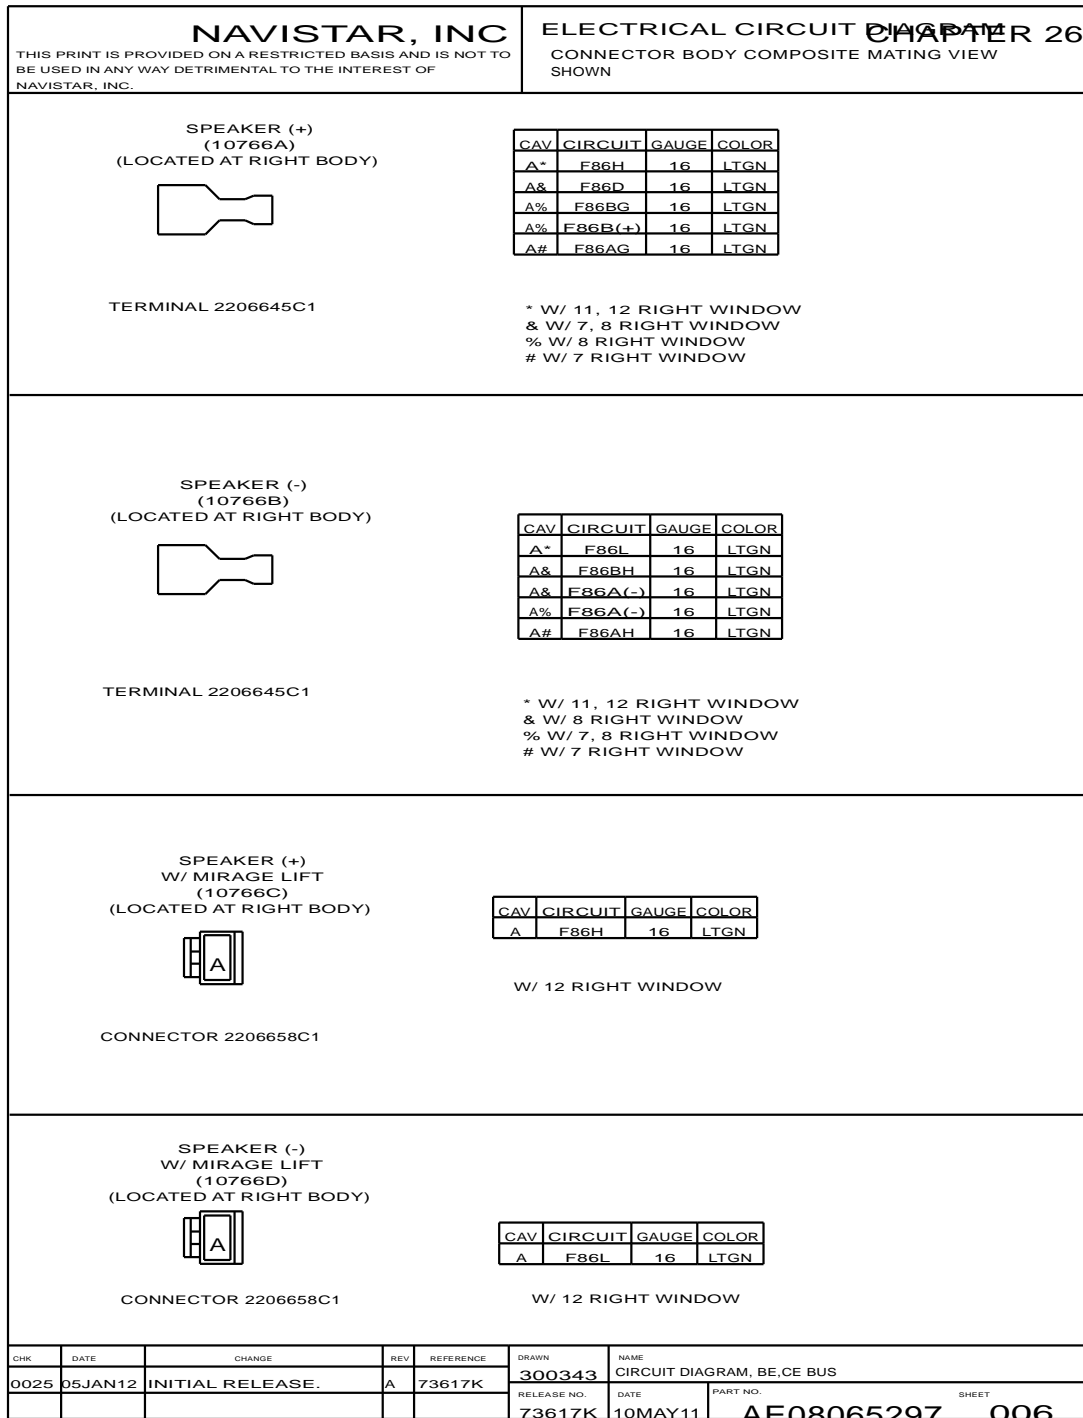 NAVISTAR, INC
THIS PRINT IS PROVIDED ON A RESTRICTED BASIS AND IS NOT TO
BE USED IN ANY WAY DETRIMENTAL TO THE INTEREST OF
NAVISTAR, INC.
ELECTRICAL CIRCUIT DIAGRAM
CHAPTER 26
CONNECTOR BODY COMPOSITE MATING VIEW
SHOWN
SPEAKER (+)
(10766A)
(LOCATED AT RIGHT BODY)
TERMINAL 2206645C1
CAV CIRCUIT GAUGE COLOR
A* F86H 16 LTGN
A& F86D 16 LTGN
A% F86BG 16 LTGN
A% F86B(+) 16 LTGN
A# F86AG 16 LTGN
* W/ 11, 12 RIGHT WINDOW
& W/ 7, 8 RIGHT WINDOW
% W/ 8 RIGHT WINDOW
# W/ 7 RIGHT WINDOW
SPEAKER (-)
(10766B)
(LOCATED AT RIGHT BODY)
TERMINAL 2206645C1
CAV CIRCUIT GAUGE COLOR
A* F86L 16 LTGN
A& F86BH 16 LTGN
A& F86A(-) 16 LTGN
A% F86A(-) 16 LTGN
A# F86AH 16 LTGN
* W/ 11, 12 RIGHT WINDOW
& W/ 8 RIGHT WINDOW
% W/ 7, 8 RIGHT WINDOW
# W/ 7 RIGHT WINDOW
SPEAKER (+)
W/ MIRAGE LIFT
(10766C)
(LOCATED AT RIGHT BODY)
A
CONNECTOR 2206658C1
CAV CIRCUIT GAUGE COLOR
A F86H 16 LTGN
W/ 12 RIGHT WINDOW
SPEAKER (-)
W/ MIRAGE LIFT
(10766D)
(LOCATED AT RIGHT BODY)
A
CONNECTOR 2206658C1
CAV CIRCUIT GAUGE COLOR
A F86L 16 LTGN
W/ 12 RIGHT WINDOW
CHK DATE CHANGE REV REFERENCE
0025 05JAN12 INITIAL RELEASE. A 73617K
DRAWN
300343
NAME
CIRCUIT DIAGRAM, BE,CE BUS
RELEASE NO.
73617K
DATE
10MAY11
PART NO.
AE08065297
SHEET
006